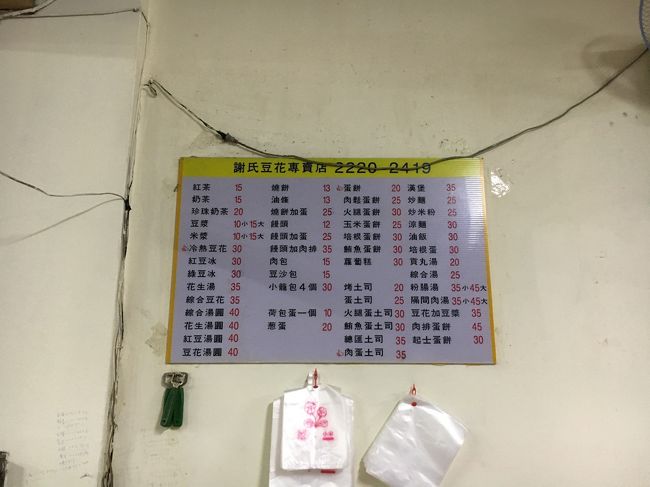 謝氏豆花專賣店 2220-2419
紅茶 15
奶茶 15
珍珠奶茶 20
豆漿 10小15大
米漿 10小15大
冷熱豆花 30
紅豆冰 30
綠豆冰 30
花生湯 35
綜合豆花 35
綜合湯圓 40
花生湯圓 40
紅豆湯圓 40
豆花湯圓 40
燒餅 13
油條 13
燒餅加蛋 25
饅頭 13
饅頭加蛋 25
饅頭加肉排 35
肉包 15
豆沙包 15
小籠包4個 30
荷包蛋一個 10
蔥蛋 20
蛋餅 20
肉鬆蛋餅 25
火腿蛋餅 30
玉米蛋餅 25
培根蛋餅 30
鮪魚蛋餅 30
蘿蔔糕 30
烤土司 20
蛋土司 25
火腿蛋土司 30
鮪魚蛋土司 30
總匯土司 35
肉蛋土司 35
漢堡 35
炒麵 25
炒米粉 25
涼麵 30
油飯 30
培根蛋 30
貢丸湯 20
綜合湯 25
粉腸湯 35小45大
隔間肉湯 35小45大
豆花加豆漿 35
肉排蛋餅 45
起士蛋餅 30